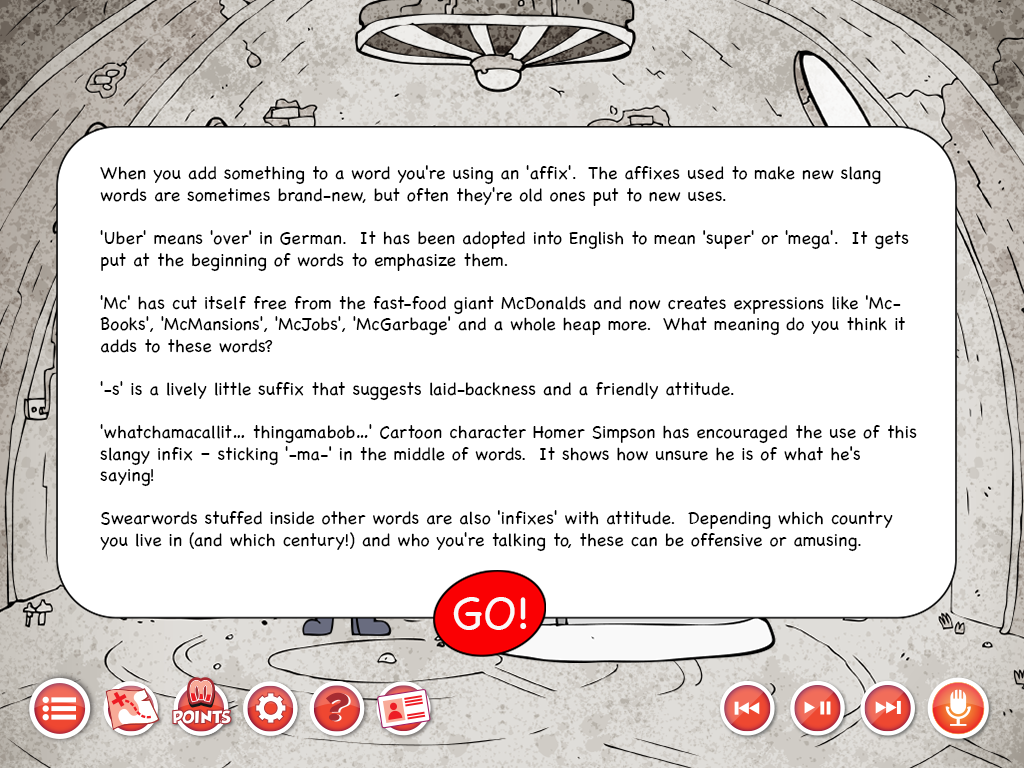 When you add something to a word you're using an 'affix'.  The affixes used to make new slang
words are sometimes brand-new, but often they're old ones put to new uses.
'Uber' means 'over' in German.  It has been adopted into English to mean 'super' or 'mega'.  It gets
put at the beginning of words to emphasize them.
'Mc' has cut itself free from the fast-food giant McDonalds and now creates expressions like 'Mc-
Books', 'McMansions', 'McJobs', 'McGarbage' and a whole heap more.  What meaning do you think it
adds to these words?
'-s' is a lively little suffix that suggests laid-backness and a friendly attitude.
'whatchamacallit... thingamabob...' Cartoon character Homer Simpson has encouraged the use of this
slangy infix – sticking '-ma-' in the middle of words.  It shows how unsure he is of what he's
saying!
Swearwords stuffed inside other words are also 'infixes' with attitude.  Depending which country
you live in (and which century!) and who you're talking to, these can be offensive or amusing.
GO!
POINTS
?